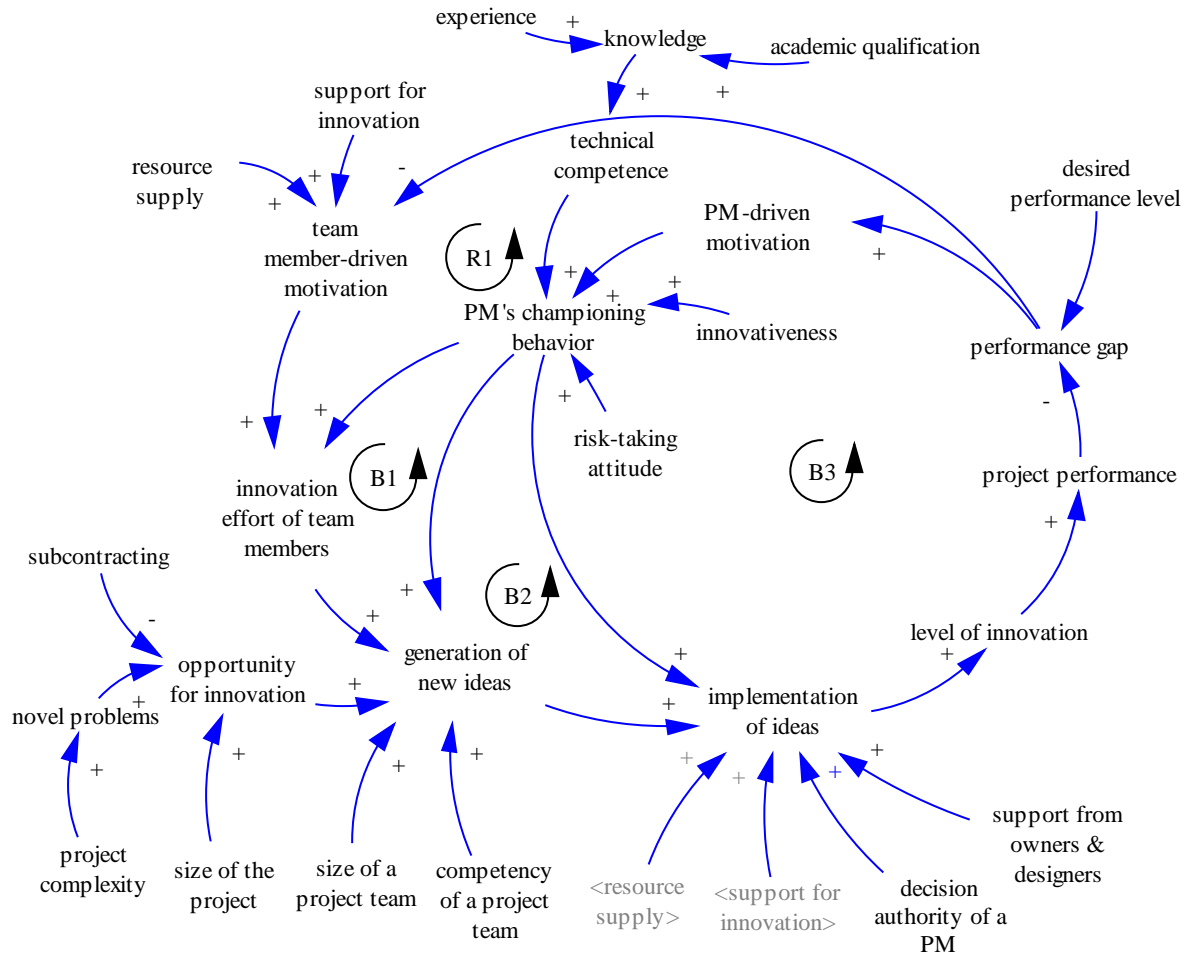 experience
+
knowledge
academic qualification
+
+
support for
innovation
technical
competence
resource
supply
+
+
-
desired
performance level
team
member-driven
motivation
PM-driven
motivation
R1
+
+
+
+
PM's championing
behavior
innovativeness
performance gap
+
+
+
-
risk-taking
attitude
B1
B3
project performance
innovation
effort of team
members
+
subcontracting
+
B2
+
-
level of innovation
+
+
generation of
new ideas
opportunity
for innovation
+
+
+
implementation
of ideas
novel problems
+
+
+
+
+
+
+
+
+
project
complexity
size of the
project
size of a
project team
competency
of a project
team
<resource
supply>
<support for
innovation>
decision
authority of a
PM
support from
owners &
designers